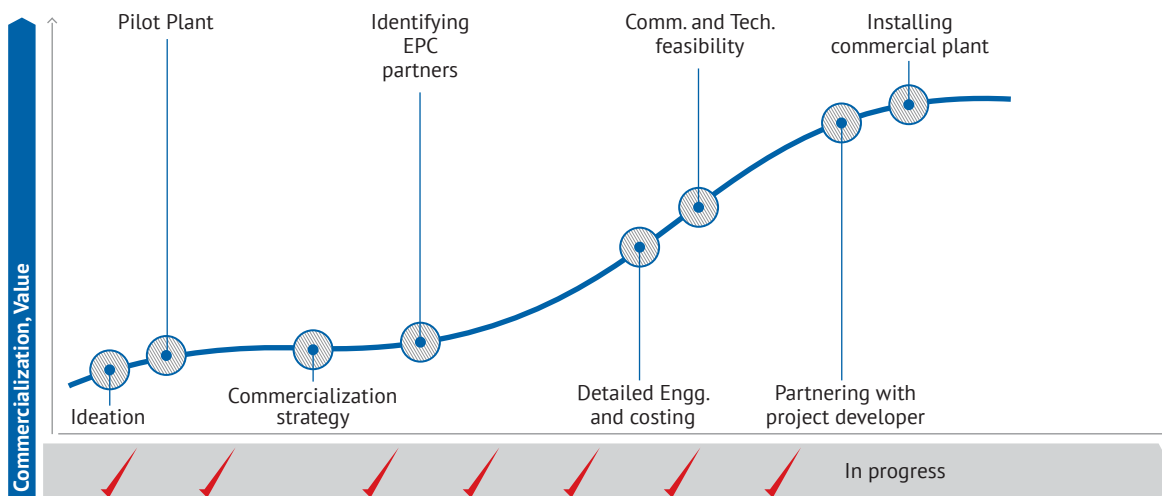 Pilot Plant
Identifying
EPC
partners
Comm. and Tech.
feasibility
Installing
commercial plant
Commercialization, Value
Ideation
Commercialization
strategy
Detailed Engg.
and costing
Partnering with
project developer
In progress